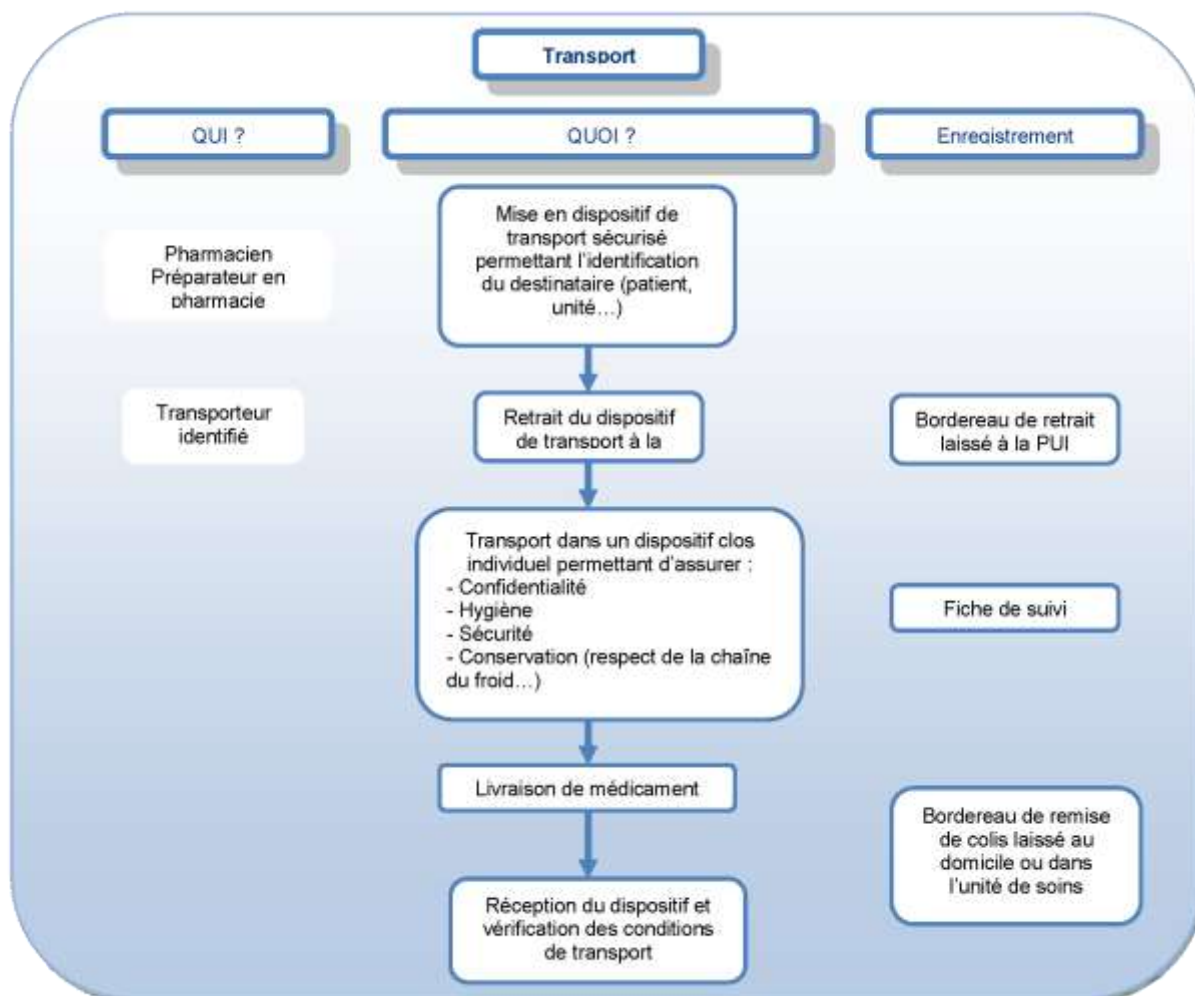 Transport
QUI ?
QUOI ?
Enregistrement
Mise en dispositif de
transport sécurisé
permettant l'identification
du destinataire (patient,
unité…)
Pharmacien
Préparateur en
pharmacie
Transporteur
identifié
Retrait du dispositif
de transport à la
Bordereau de retrait
laissé à la PUI
Transport dans un dispositif clos
individuel permettant d'assurer :
- Confidentialité
- Hygiène
- Sécurité
- Conservation (respect de la chaîne
du froid…)
Fiche de suivi
Livraison de médicament
Bordereau de remise
de colis laissé au
domicile ou dans
l'unité de soins
Réception du dispositif et
vérification des conditions
de transport